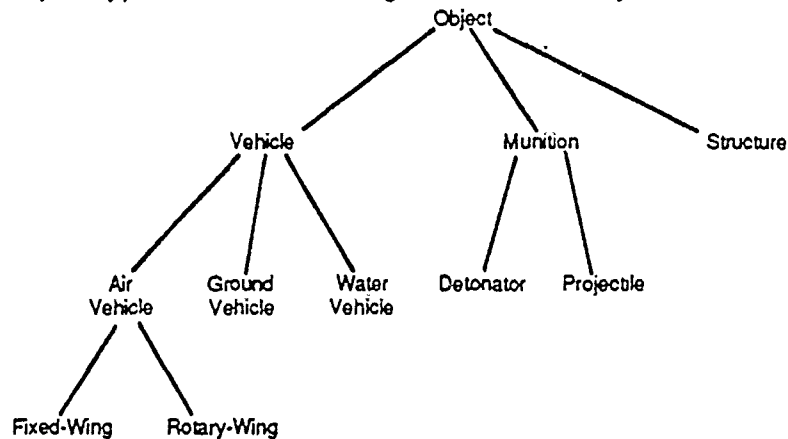 Object
Vehicle
Munition
Structure
Air
Vehicle
Ground
Vehicle
Water
Vehicle
Detonator
Projectile
Fixed-Wing
Rotary-Wing